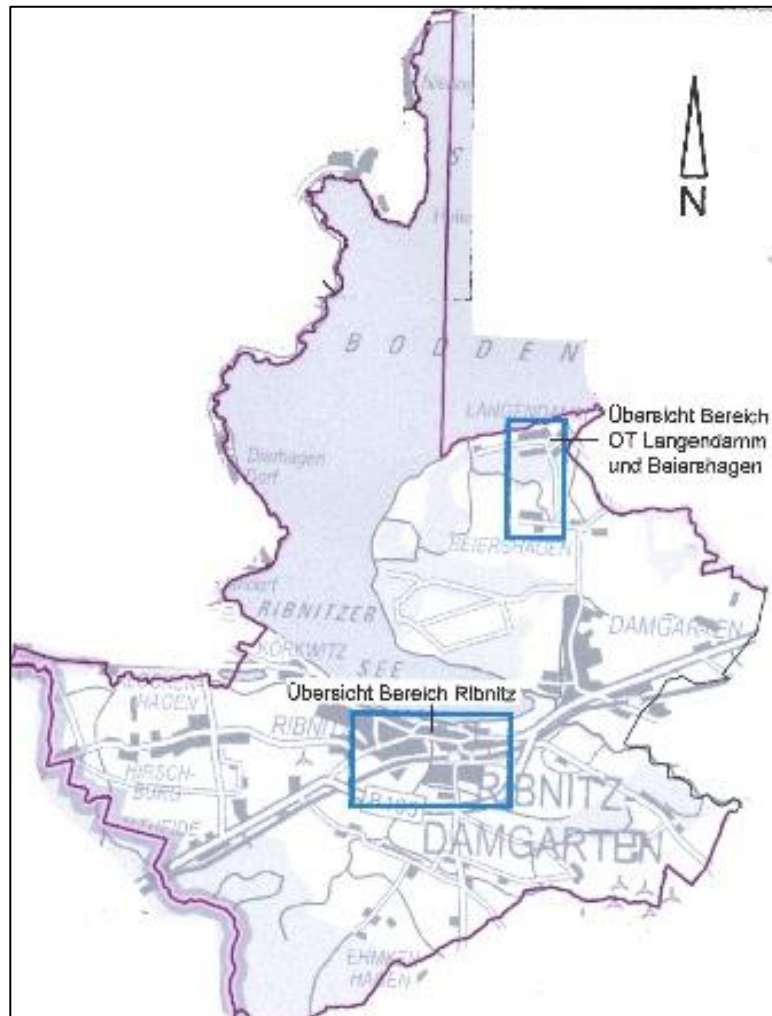 N
BODDEN
LANGENDAMM
Übersicht Bereich
OT Langendamm
und Beiershagen
Dierhagen
Dorf
BEIERSHAGEN
RIBNITZER
SEE
DAMGARTEN
KÖRKWITZ
Übersicht Bereich Ribnitz
HAGEN
RIBNITZ
HIRSCH-
BURG
RIBNITZ
DAMGARTEN
EHMKEN
HAGEN